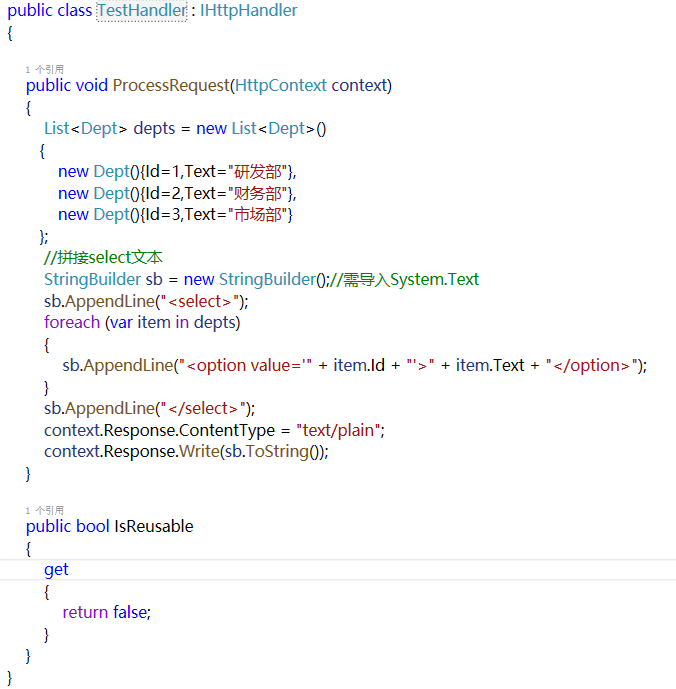 public class TestHandler : IHttpHandler
{
1 个引用
public void ProcessRequest(HttpContext context)
{
List<Dept> depts = new List<Dept>()
{
new Dept(){Id=1,Text="研发部"},
new Dept(){Id=2,Text="财务部"},
new Dept(){Id=3,Text="市场部"}
};
//拼接select文本
StringBuilder sb = new StringBuilder();//需导入System.Text
sb.AppendLine("<select>");
foreach (var item in depts)
{
sb.AppendLine("<option value='" + item.Id + "'>" + item.Text + "</option>");
}
sb.AppendLine("</select>");
context.Response.ContentType = "text/plain";
context.Response.Write(sb.ToString());
}
1 个引用
public bool IsReusable
{
get
{
return false;
}
}
}